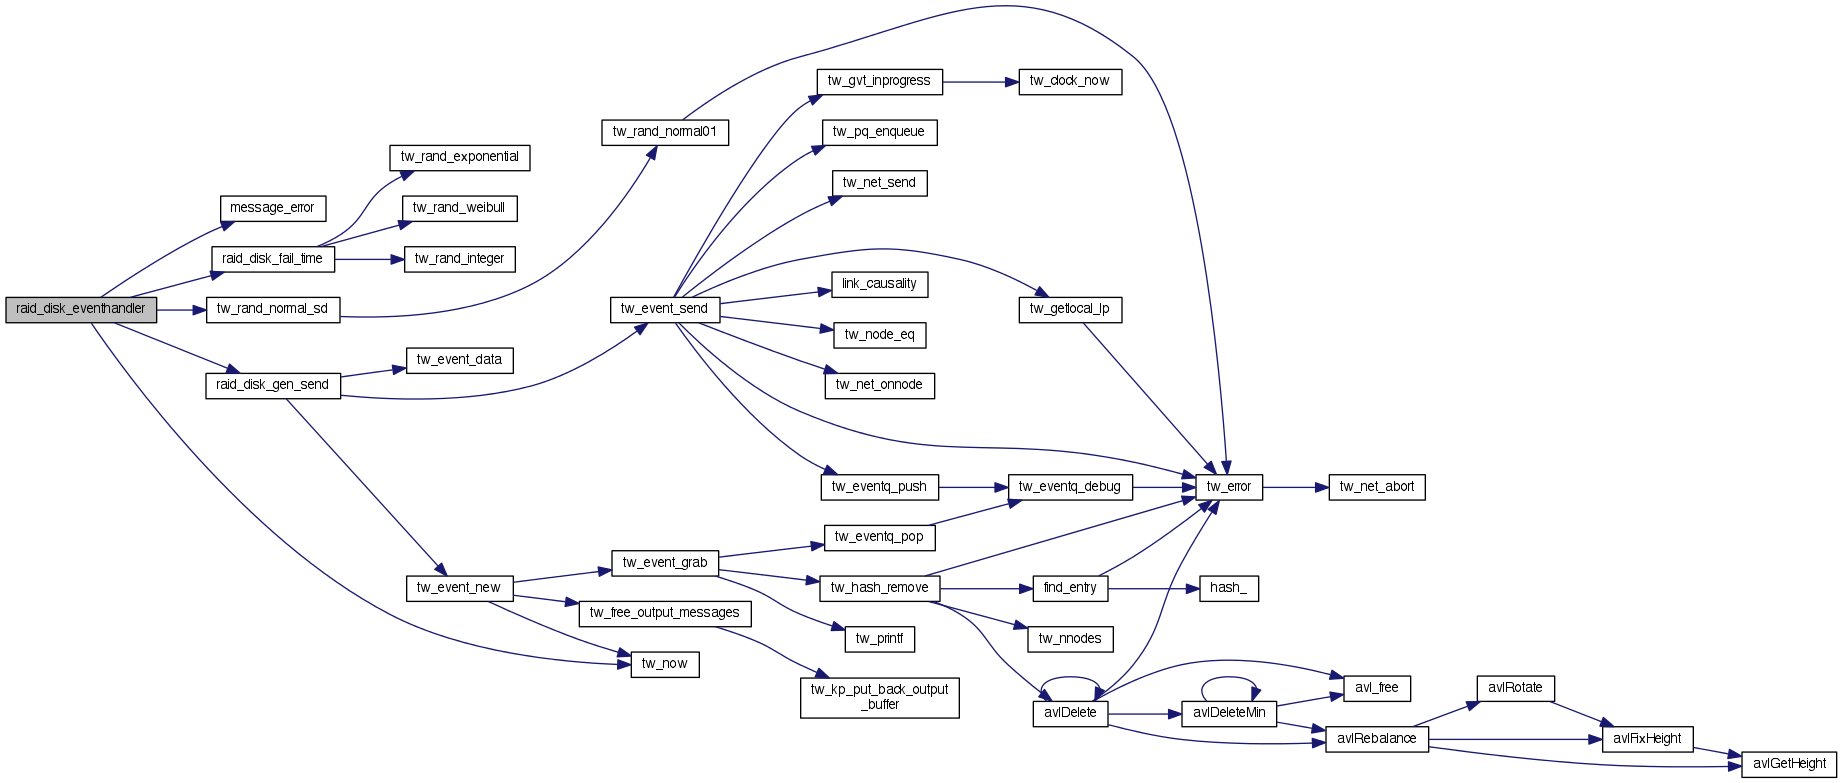 raid_disk_eventhandler
message_error
raid_disk_fail_time
tw_rand_exponential
tw_rand_weibull
tw_rand_integer
tw_rand_normal_sd
tw_rand_normal01
raid_disk_gen_send
tw_event_data
tw_event_send
tw_gvt_inprogress
tw_clock_now
tw_pq_enqueue
tw_net_send
tw_getlocal_lp
link_causality
tw_node_eq
tw_net_onnode
tw_eventq_push
tw_eventq_debug
tw_error
tw_net_abort
tw_event_new
tw_event_grab
tw_eventq_pop
tw_hash_remove
find_entry
hash_
tw_nnodes
tw_printf
tw_free_output_messages
tw_kp_put_back_output
_buffer
tw_now
avlDelete
avl_free
avlDeleteMin
avlRebalance
avlRotate
avlFixHeight
avlGetHeight